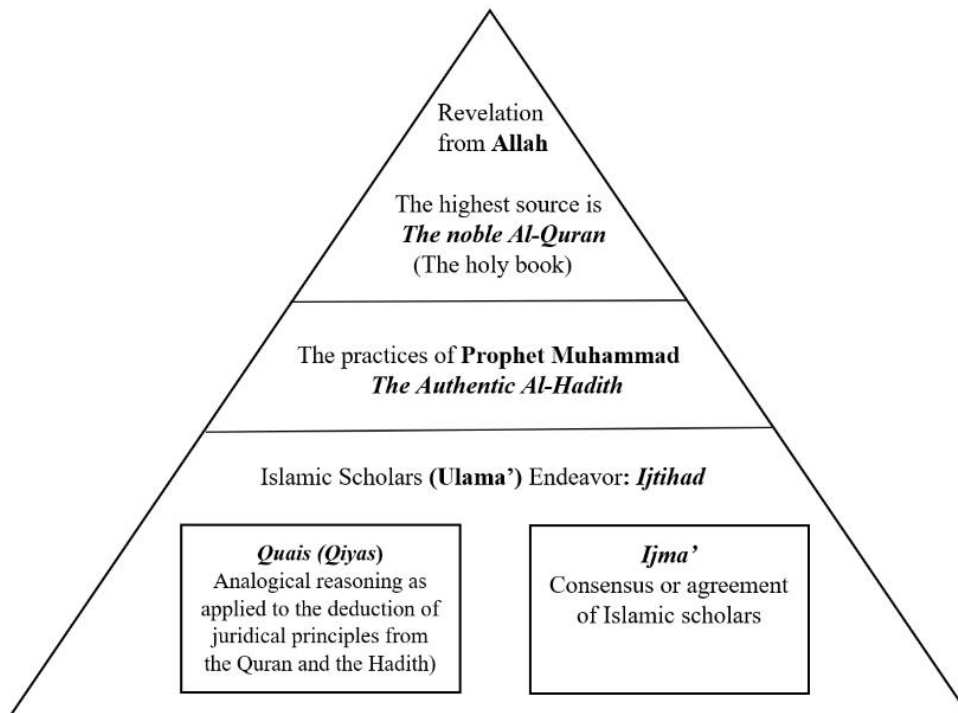 Revelation
from Allah
The highest source is
The noble Al-Quran
(The holy book)
The practices of Prophet Muhammad
The Authentic Al-Hadith
Islamic Scholars (Ulama’) Endeavor: Ijtihad
Quais (Qiyas)
Analogical reasoning as
applied to the deduction of
juridical principles from
the Quran and the Hadith)
Ijma’
Consensus or agreement
of Islamic scholars